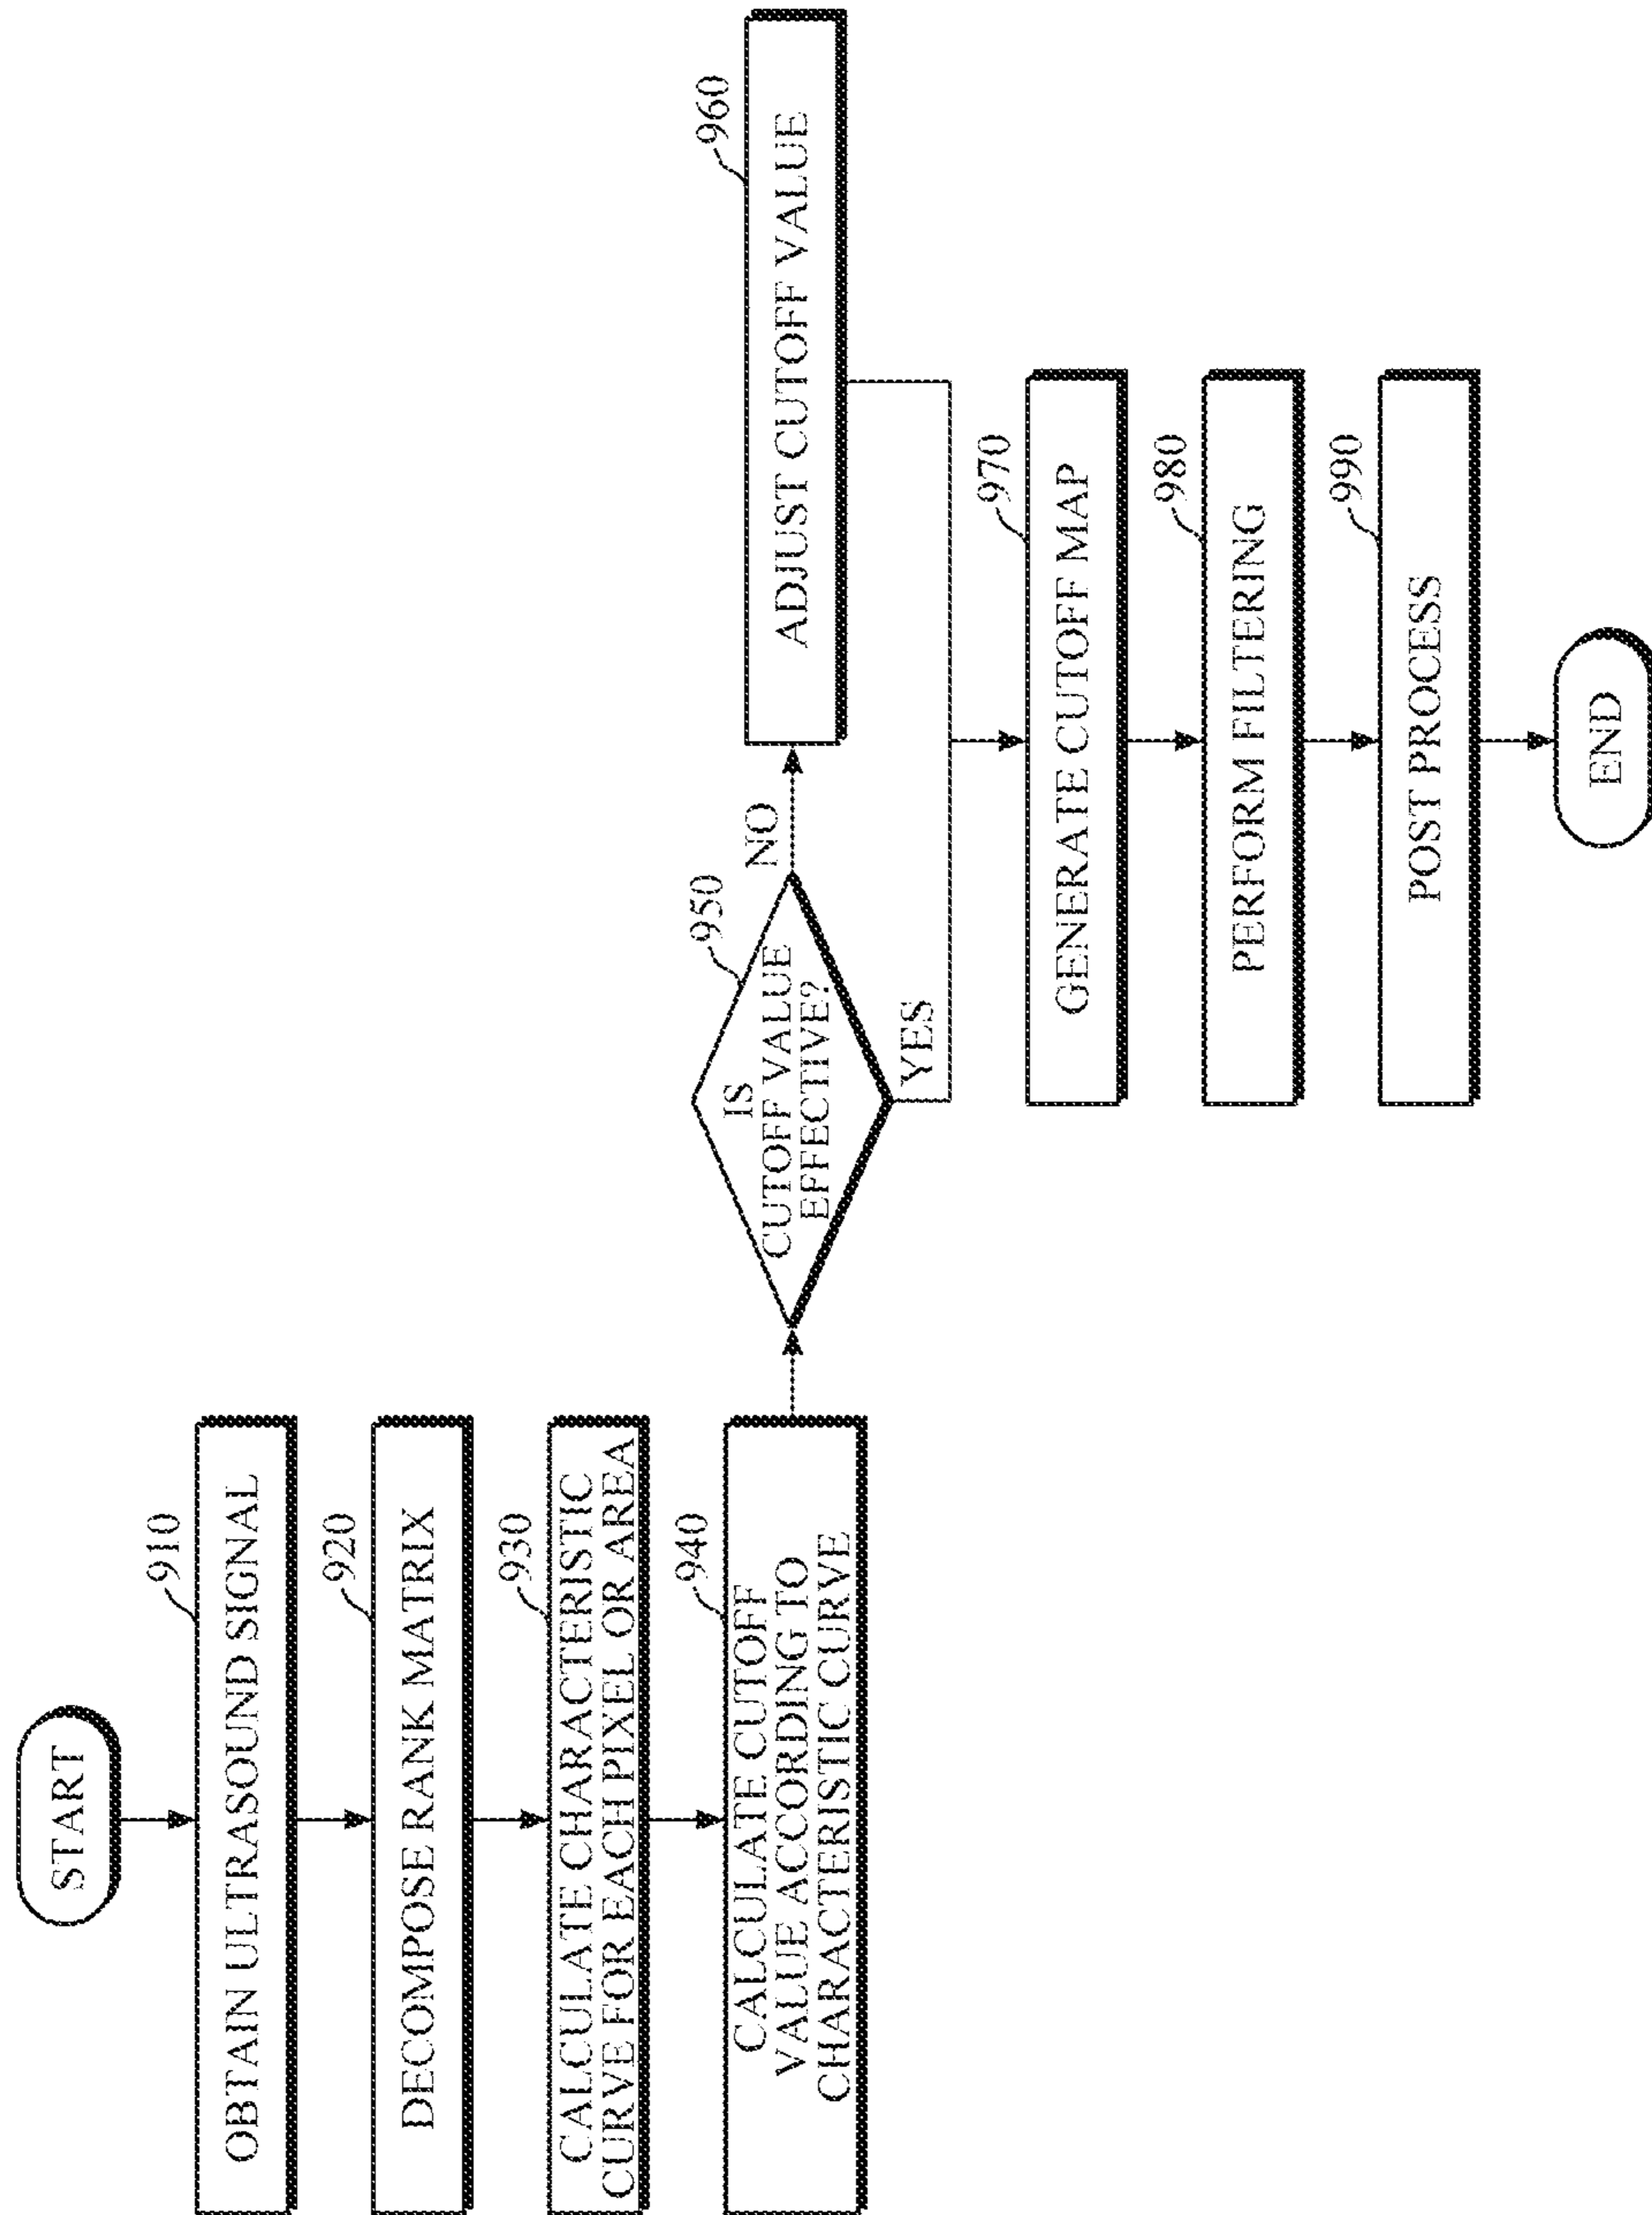 START
910
OBTAIN ULTRASOUND SIGNAL
920
DECOMPOSE RANK MATRIX
930
CALCULATE CHARACTERISTIC
CURVE FOR EACH PIXEL OR AREA
940
CALCULATE CUTOFF
VALUE ACCORDING TO
CHARACTERISTIC CURVE
950
IS
CUTOFF VALUE
EFFECTIVE?
NO
YES
960
ADJUST CUTOFF VALUE
970
GENERATE CUTOFF MAP
980
PERFORM FILTERING
990
POST PROCESS
END